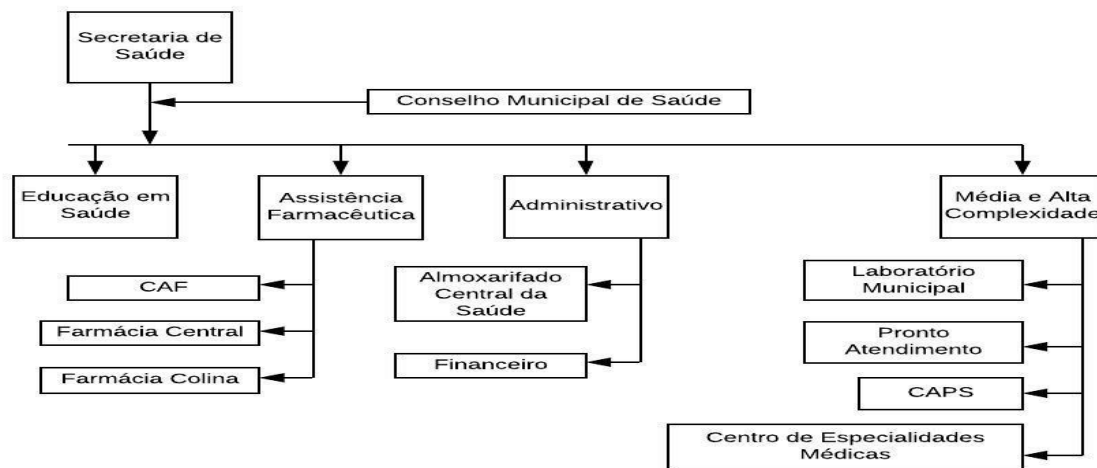 Secretaria de
Saúde
Conselho Municipal de Saúde
Educação em
Saúde
Assistência
Farmacêutica
Administrativo
Média e Alta
Complexidade
CAF
Farmácia Central
Farmácia Colina
Almoxarifado
Central da
Saúde
Financeiro
Laboratório
Municipal
Pronto
Atendimento
CAPS
Centro de Especialidades
Médicas